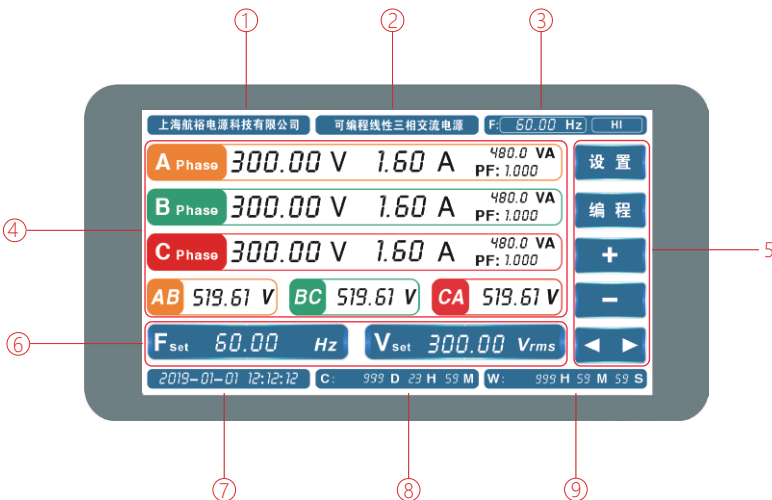 ① ② ③
上海航裕电源科技有限公司 可编程线性三相交流电源 F: 60.00 Hz HI
A Phase 300.00 V 1.60 A 480.0 VA PF: 1.000
设 置
B Phase 300.00 V 1.60 A 480.0 VA PF: 1.000
编 程
④
C Phase 300.00 V 1.60 A 480.0 VA PF: 1.000
+
5
AB 519.61 V BC 519.61 V CA 519.61 V
−
⑥
Fset 60.00 Hz Vset 300.00 Vrms
◀ ▶
2019-01-01 12:12:12 C: 999 D 23 H 59 M W: 999 H 59 M 59 S
⑦ ⑧ ⑨